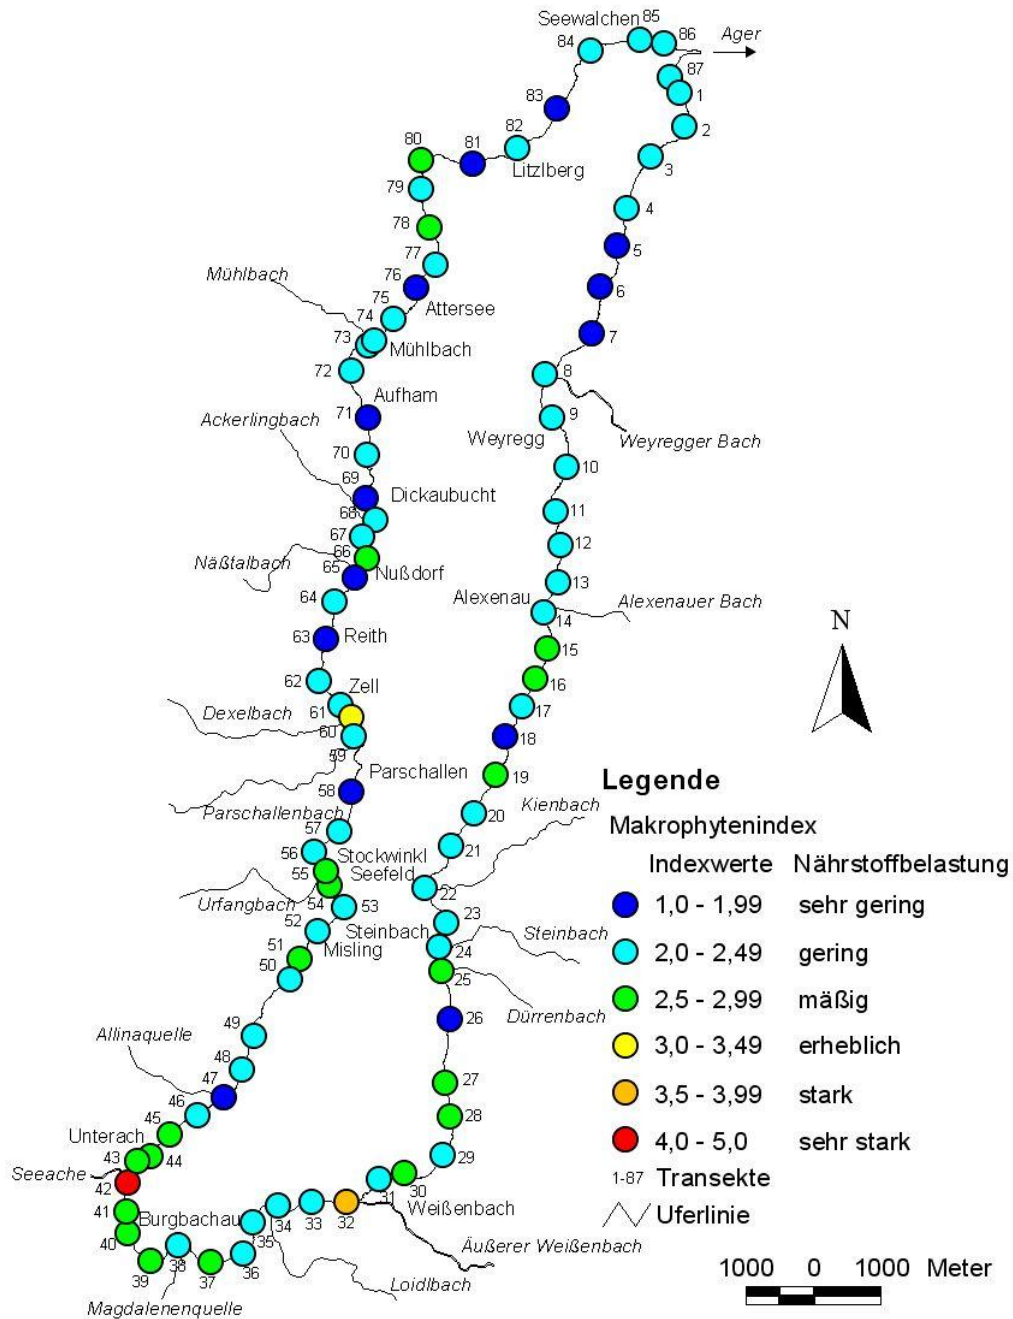 Seewalchen
85
86
84
Ager
87
83
1
2
82
81
80
3
Litzlberg
79
4
78
5
77
Mühlbach
76
6
Attersee
75
74
7
73
Mühlbach
72
8
Aufham
Ackerlingbach
71
9
Weyregg
Weyregger Bach
70
10
69
Dickaubucht
68
11
67
12
66
Näßtalbach
65
Nußdorf
13
64
Alexenau
Alexenauer Bach
14
N
63
Reith
15
62
16
Zell
17
61
Dexelbach
60
18
59
Parschallen
19
58
Kienbach
Parschallenbach
20
57
21
56
Stockwinkl
55
Seefeld
22
Urfangbach
54
53
23
52
Steinbach
Steinbach
24
Misling
51
25
50
Dürrenbach
26
49
Allinaquelle
48
27
47
46
28
45
Unterach
29
43
44
Seeache
30
42
31
Weißenbach
41
Burgbachau
34
33
32
40
35
Äußerer Weißenbach
39
38
37
36
Loidlbach
Magdalenenquelle
Legende
Makrophytenindex
Indexwerte Nährstoffbelastung
1,0 - 1,99 sehr gering
2,0 - 2,49 gering
2,5 - 2,99 mäßig
3,0 - 3,49 erheblich
3,5 - 3,99 stark
4,0 - 5,0 sehr stark
1-87 Transekte
Uferlinie
1000 0 1000 Meter